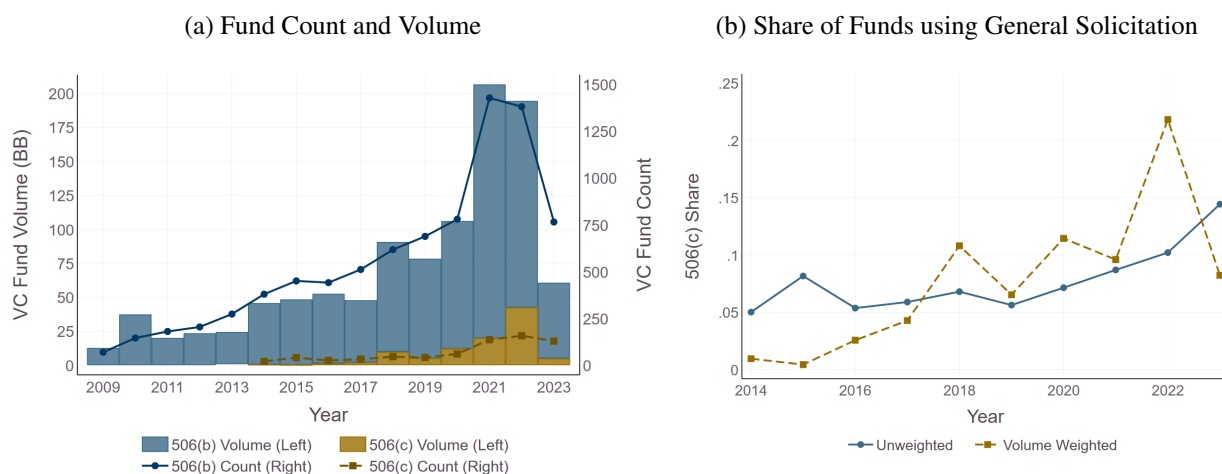 (a) Fund Count and Volume
VC Fund Volume (BB)
200
175
150
125
100
75
50
25
0
1500
1250
1000
750
500
250
0
VC Fund Count
2009 2011 2013 2015 2017 2019 2021 2023
Year
506(b) Volume (Left) 506(c) Volume (Left)
506(b) Count (Right) 506(c) Count (Right)
(b) Share of Funds using General Solicitation
506(c) Share
.25
.2
.15
.1
.05
0
2014 2016 2018 2020 2022
Year
Unweighted Volume Weighted